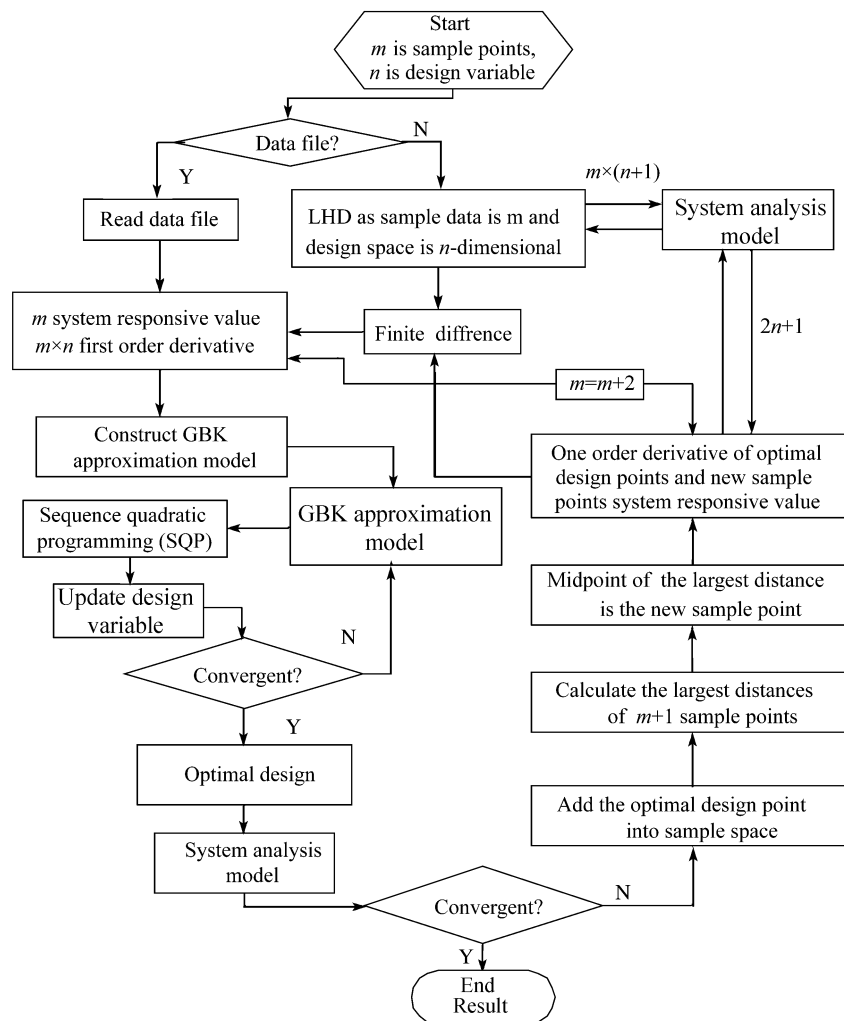 Start
m is sample points,
n is design variable
Data file?
N
Y
Read data file
LHD as sample data is m and
design space is n-dimensional
m×(n+1)
System analysis
model
2n+1
m system responsive value
m×n first order derivative
Finite diffrence
m=m+2
Construct GBK
approximation model
One order derivative of optimal
design points and new sample
points system responsive value
GBK approximation
model
Sequence quadratic
programming (SQP)
Update design
variable
Midpoint of the largest distance
is the new sample point
N
Convergent?
Y
Calculate the largest distances
of m+1 sample points
Optimal design
Add the optimal design point
into sample space
System analysis
model
Convergent?
N
Y
End
Result